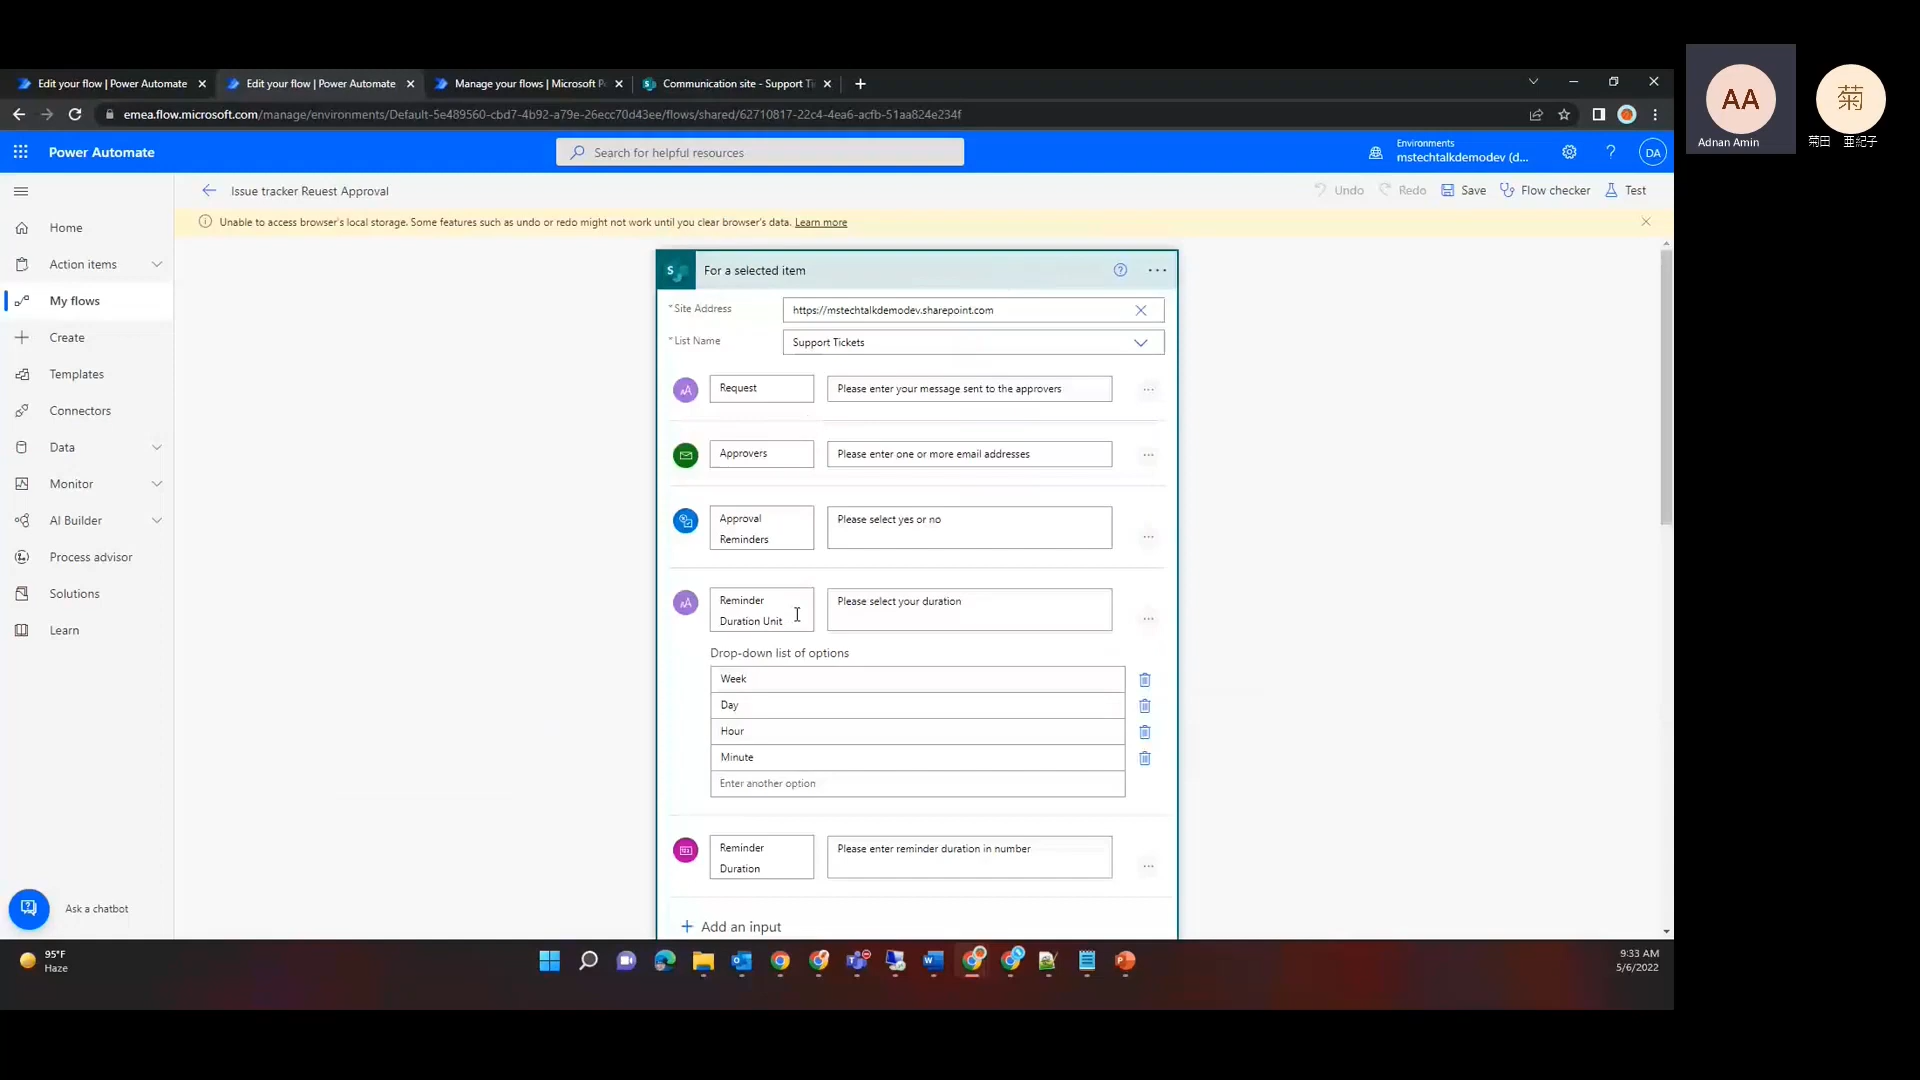 Edit your flow | Power Automate
Edit your flow | Power Automate
Manage your flows | Microsoft P
Communication site - Support Ti
emea.flow.microsoft.com/manage/environments/Default-5e489560-cbd7-4b92-a79e-26ecc70d43ee/flows/shared/62710817-22c4-4ea6-acfb-51aa824e234f
AA
菊
Adnan Amin
菊田 亜紀子
Power Automate
Search for helpful resources
Environments
mstechtalkdemodev (d...
DA
Issue tracker Reuest Approval
Undo
Redo
Save
Flow checker
Test
Unable to access browser's local storage. Some features such as undo or redo might not work until you clear browser's data. Learn more
Home
Action items
My flows
Create
Templates
Connectors
Data
Monitor
AI Builder
Process advisor
Solutions
Learn
Ask a chatbot
For a selected item
* Site Address
https://mstechtalkdemodev.sharepoint.com
* List Name
Support Tickets
Request
Please enter your message sent to the approvers
Approvers
Please enter one or more email addresses
Approval
Reminders
Please select yes or no
Reminder
Duration Unit
Please select your duration
Drop-down list of options
Week
Day
Hour
Minute
Enter another option
Reminder
Duration
Please enter reminder duration in number
Add an input
95°F
Haze
9:33 AM
5/6/2022